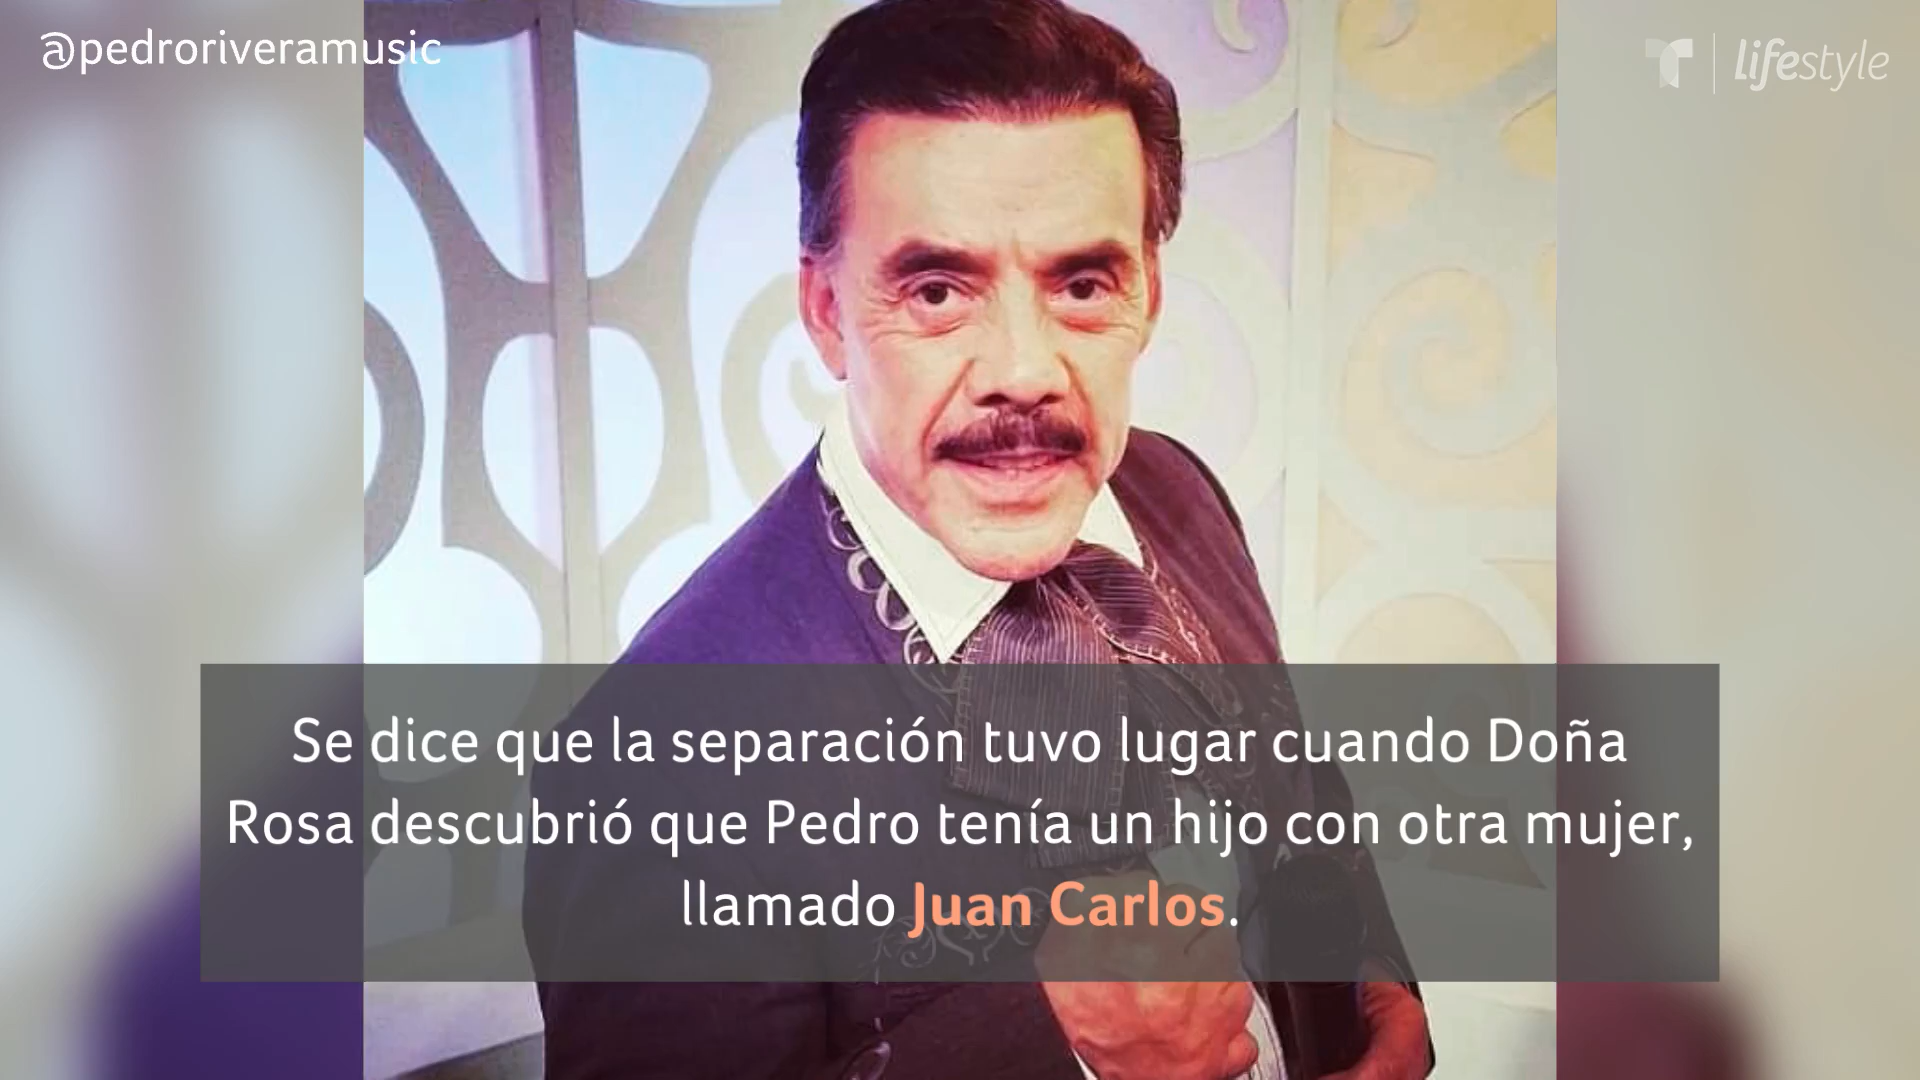 @pedroriveramusic
lifestyle
Se dice que la separación tuvo lugar cuando Doña
Rosa descubrió que Pedro tenía un hijo con otra mujer,
llamado Juan Carlos.